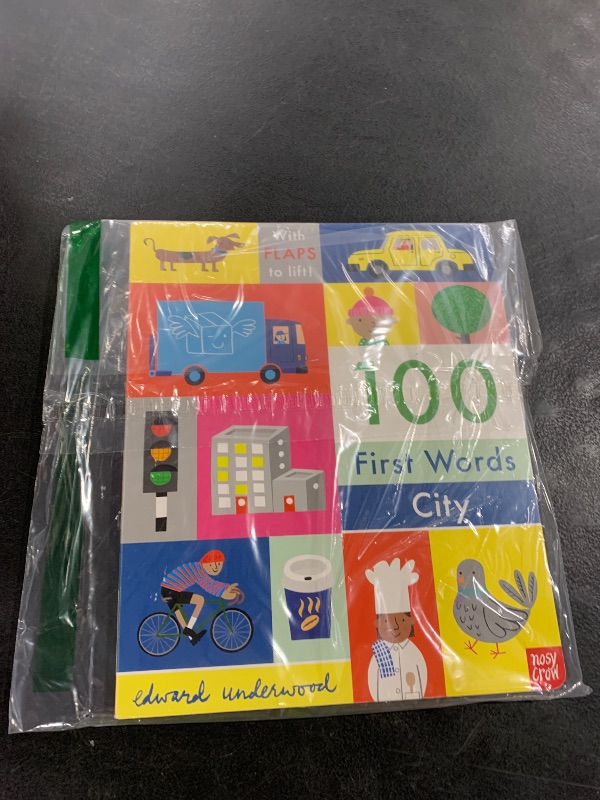 With
FLAPS
to lift!
100
First Words
City
edward underwood
nosy
crow